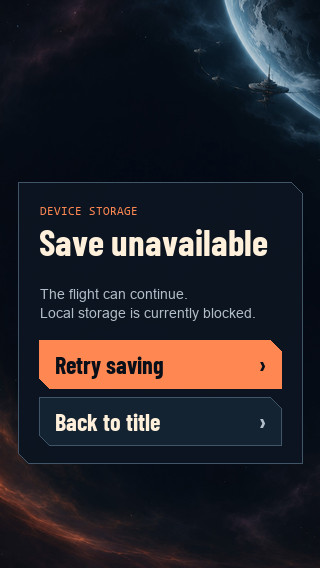 DEVICE STORAGE
Save unavailable
The flight can continue.
Local storage is currently blocked.
Retry saving ›
Back to title ›